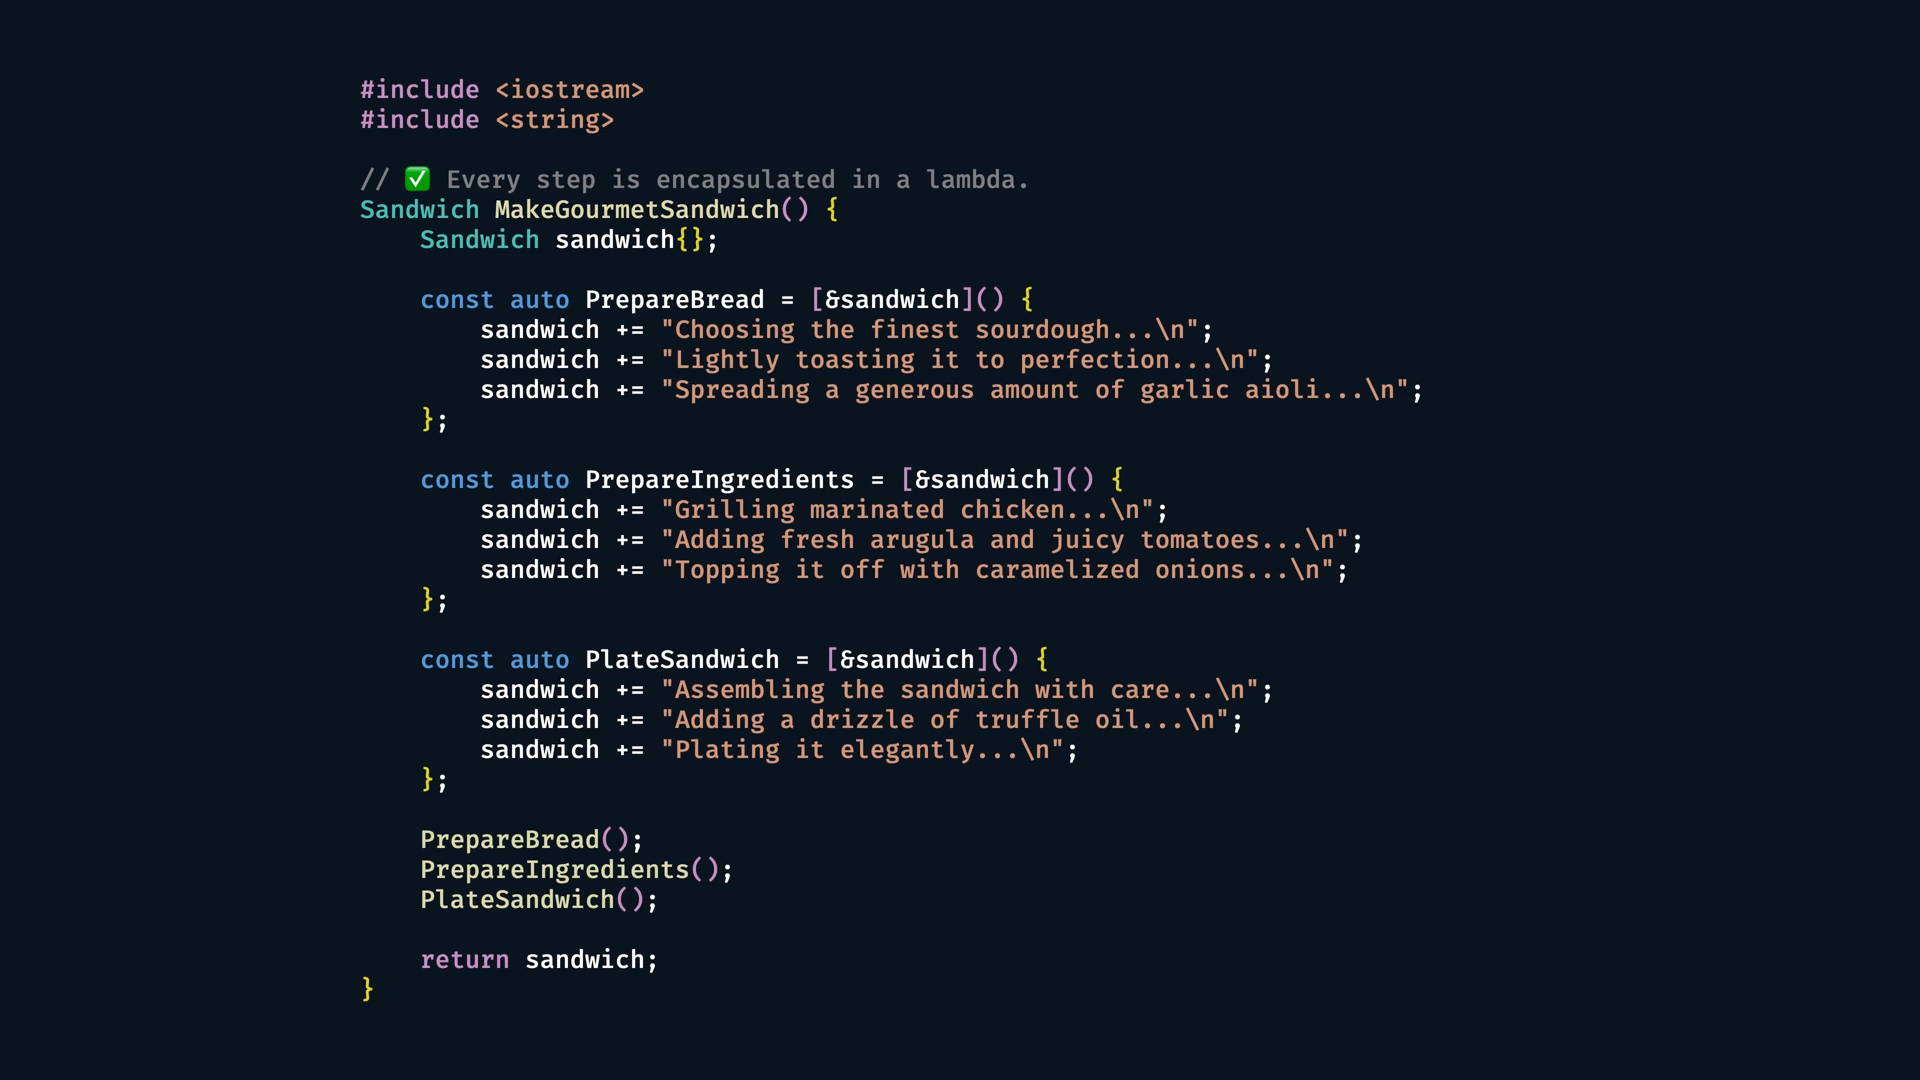 #include <iostream>
#include <string>
// ✅ Every step is encapsulated in a lambda.
Sandwich MakeGourmetSandwich() {
    Sandwich sandwich{};
    const auto PrepareBread = [&sandwich]() {
        sandwich += "Choosing the finest sourdough...\n";
        sandwich += "Lightly toasting it to perfection...\n";
        sandwich += "Spreading a generous amount of garlic aioli...\n";
    };
    const auto PrepareIngredients = [&sandwich]() {
        sandwich += "Grilling marinated chicken...\n";
        sandwich += "Adding fresh arugula and juicy tomatoes...\n";
        sandwich += "Topping it off with caramelized onions...\n";
    };
    const auto PlateSandwich = [&sandwich]() {
        sandwich += "Assembling the sandwich with care...\n";
        sandwich += "Adding a drizzle of truffle oil...\n";
        sandwich += "Plating it elegantly...\n";
    };
    PrepareBread();
    PrepareIngredients();
    PlateSandwich();
    return sandwich;
}